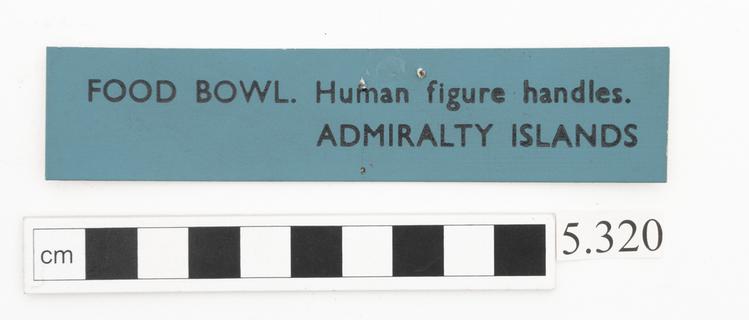 FOOD BOWL. Human figure handles.
ADMIRALTY ISLANDS
cm
5.320